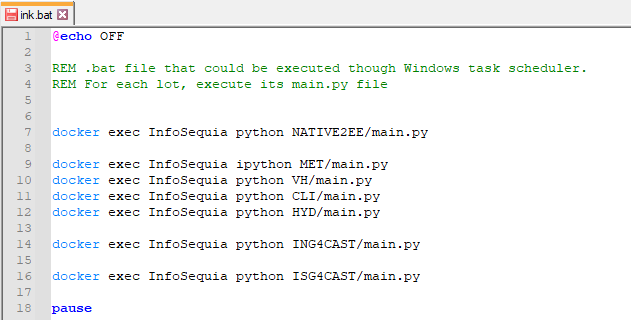 ink.bat
1 @echo OFF
2
3 REM .bat file that could be executed though Windows task scheduler.
4 REM For each lot, execute its main.py file
5
6
7 docker exec InfoSequia python NATIVE2EE/main.py
8
9 docker exec InfoSequia ipython MET/main.py
10 docker exec InfoSequia python VH/main.py
11 docker exec InfoSequia python CLI/main.py
12 docker exec InfoSequia python HYD/main.py
13
14 docker exec InfoSequia python ING4CAST/main.py
15
16 docker exec InfoSequia python ISG4CAST/main.py
17
18 pause